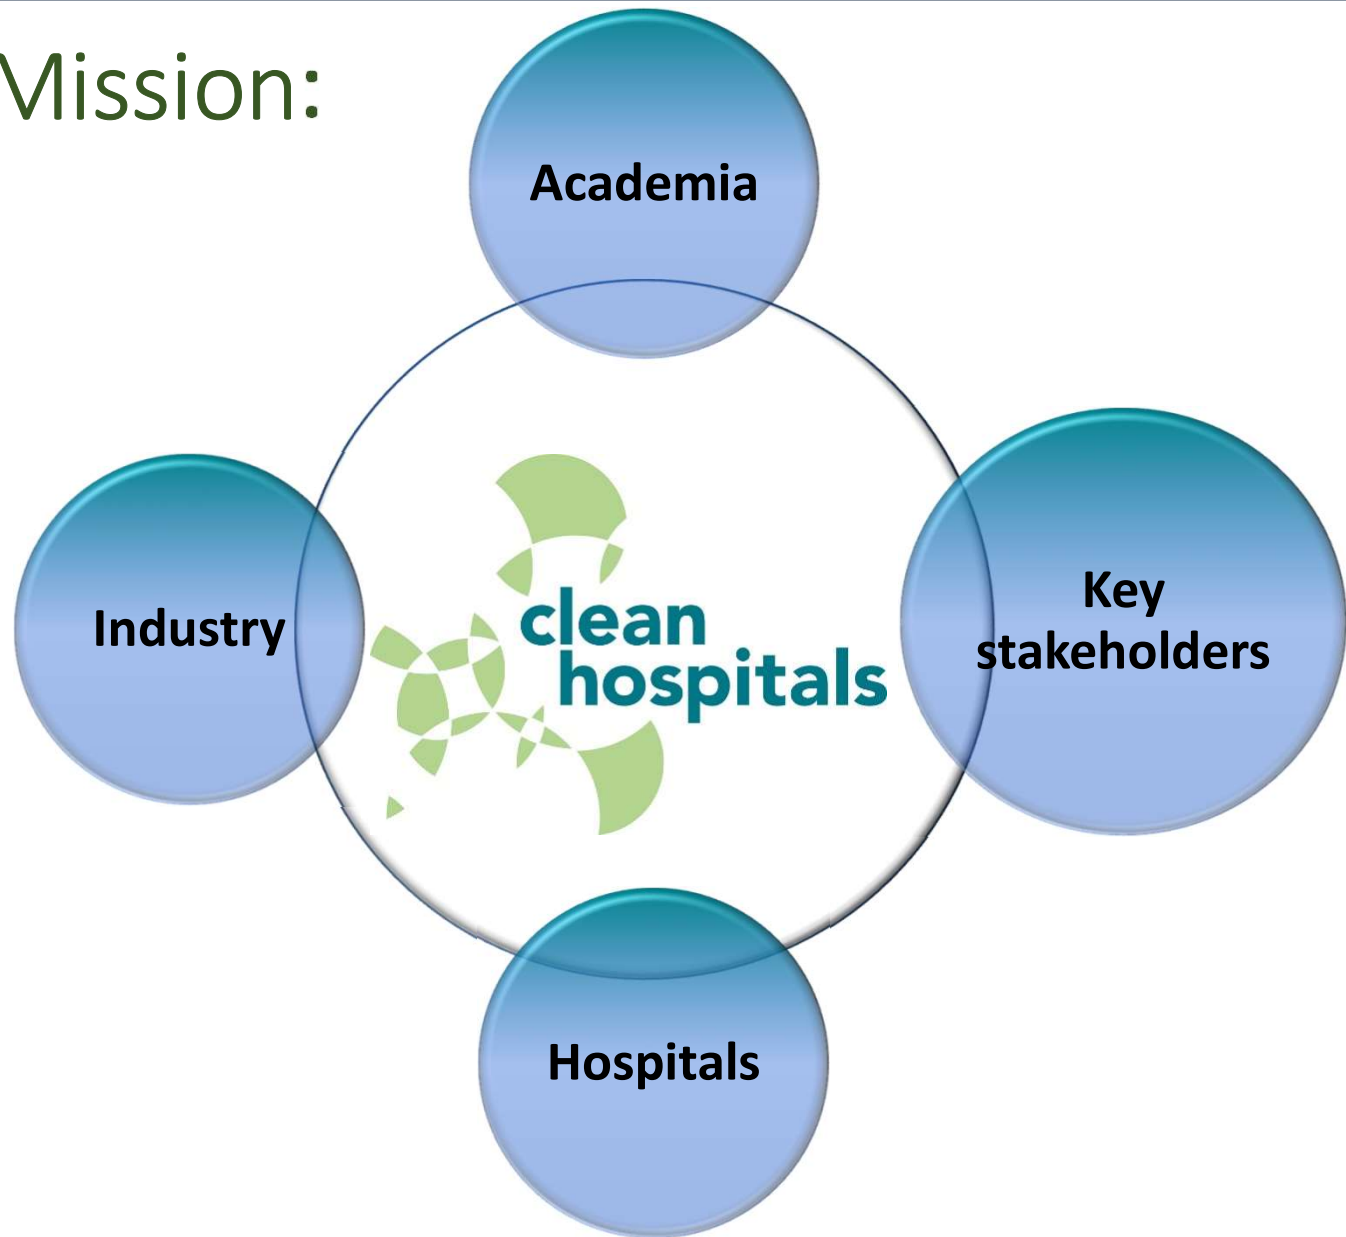 Mission:
Academia
Industry
clean
hospitals
Key
stakeholders
Hospitals